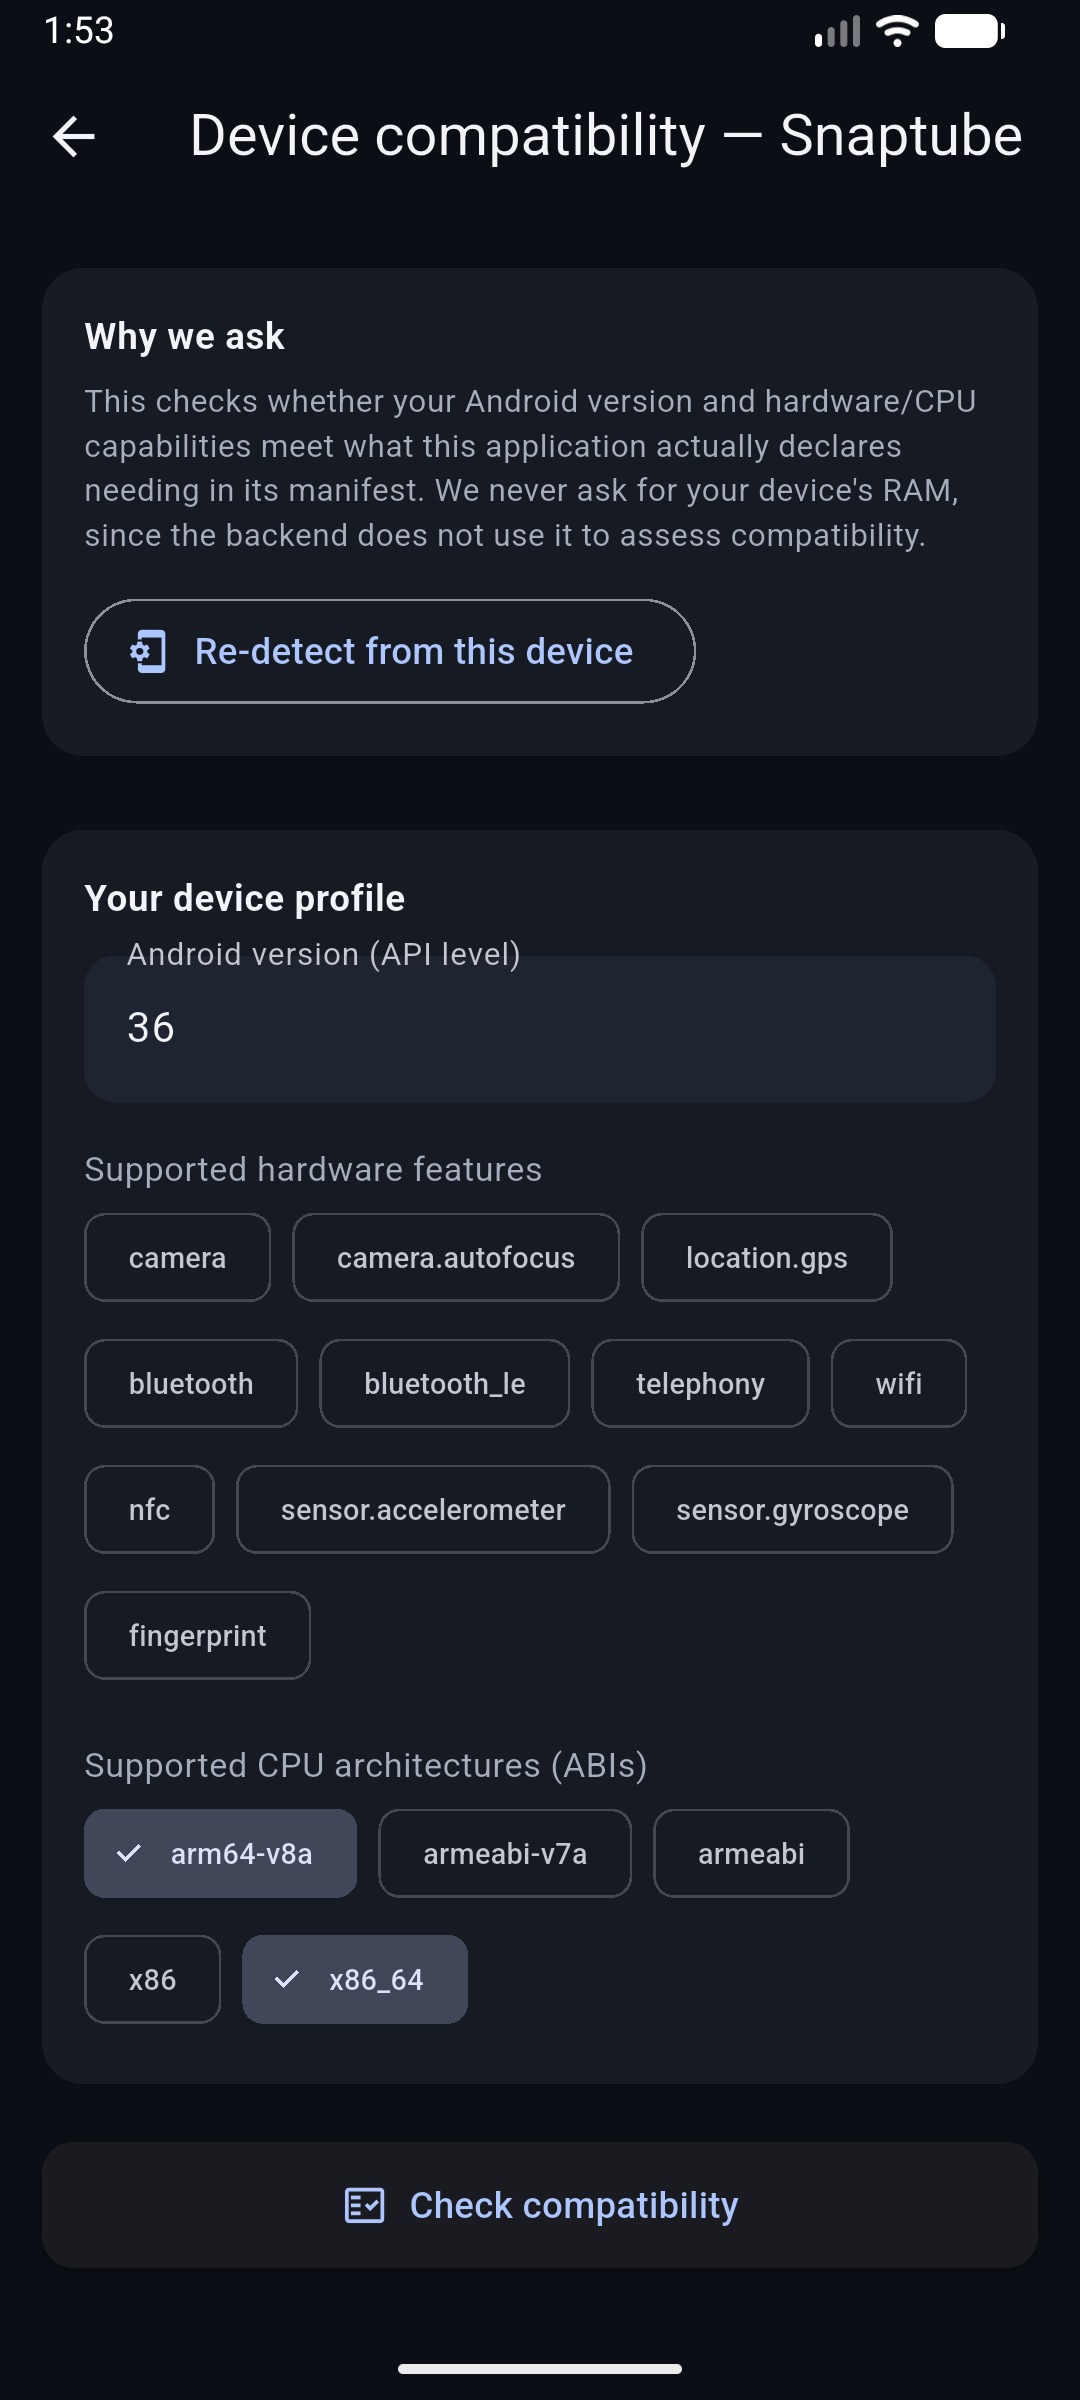 1:53
Device compatibility — Snaptube
Why we ask
This checks whether your Android version and hardware/CPU
capabilities meet what this application actually declares
needing in its manifest. We never ask for your device's RAM,
since the backend does not use it to assess compatibility.
Re-detect from this device
Your device profile
Android version (API level)
36
Supported hardware features
camera camera.autofocus location.gps
bluetooth bluetooth_le telephony wifi
nfc sensor.accelerometer sensor.gyroscope
fingerprint
Supported CPU architectures (ABIs)
arm64-v8a armeabi-v7a armeabi
x86 x86_64
Check compatibility